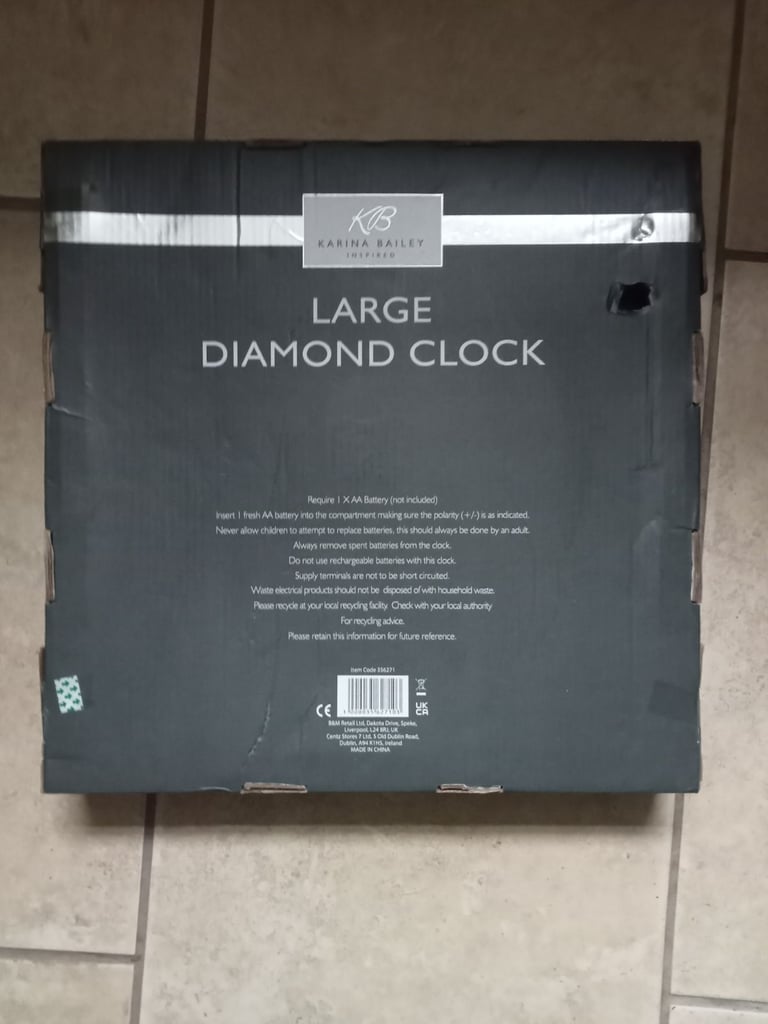 KB
KARINA BAILEY
INSPIRED
LARGE
DIAMOND CLOCK
Require 1 X AA Battery (not included)
Insert 1 fresh AA battery into the compartment making sure the polarity (+/-) is as indicated.
Never allow children to attempt to replace batteries, this should always be done by an adult.
Always remove spent batteries from the clock.
Do not use rechargeable batteries with this clock.
Supply terminals are not to be short circuited.
Waste electrical products should not be disposed of with household waste.
Please recycle at your local recycling facility. Check with your local authority
For recycling advice.
Please retain this information for future reference.
Item Code 356271
CE
UK
CA
B&M Retail Ltd, Dakota Drive, Speke,
Liverpool, L24 8RJ, UK
Centz Stores 7 Ltd, 5 Old Dublin Road,
Dublin, A94 K1H5, Ireland
MADE IN CHINA